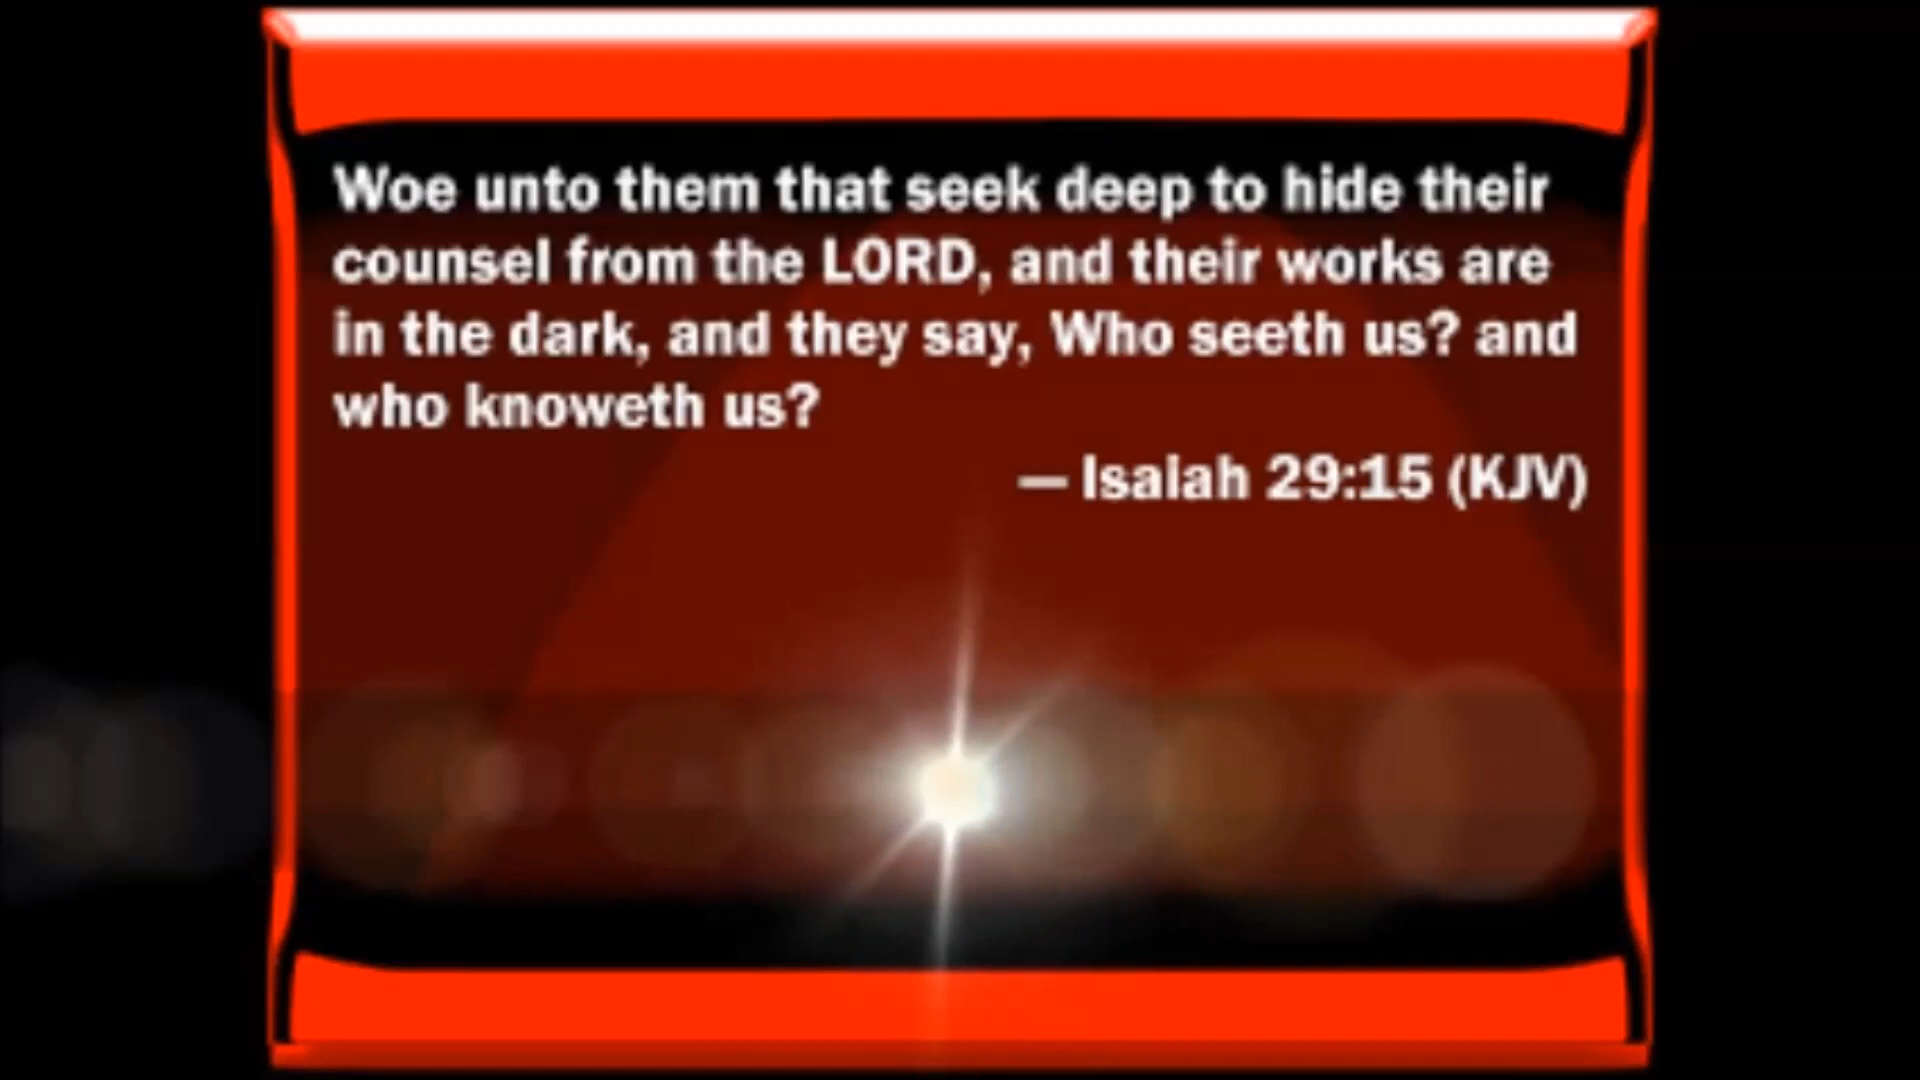 Woe unto them that seek deep to hide their
counsel from the LORD, and their works are
in the dark, and they say, Who seeth us? and
who knoweth us?
— Isaiah 29:15 (KJV)